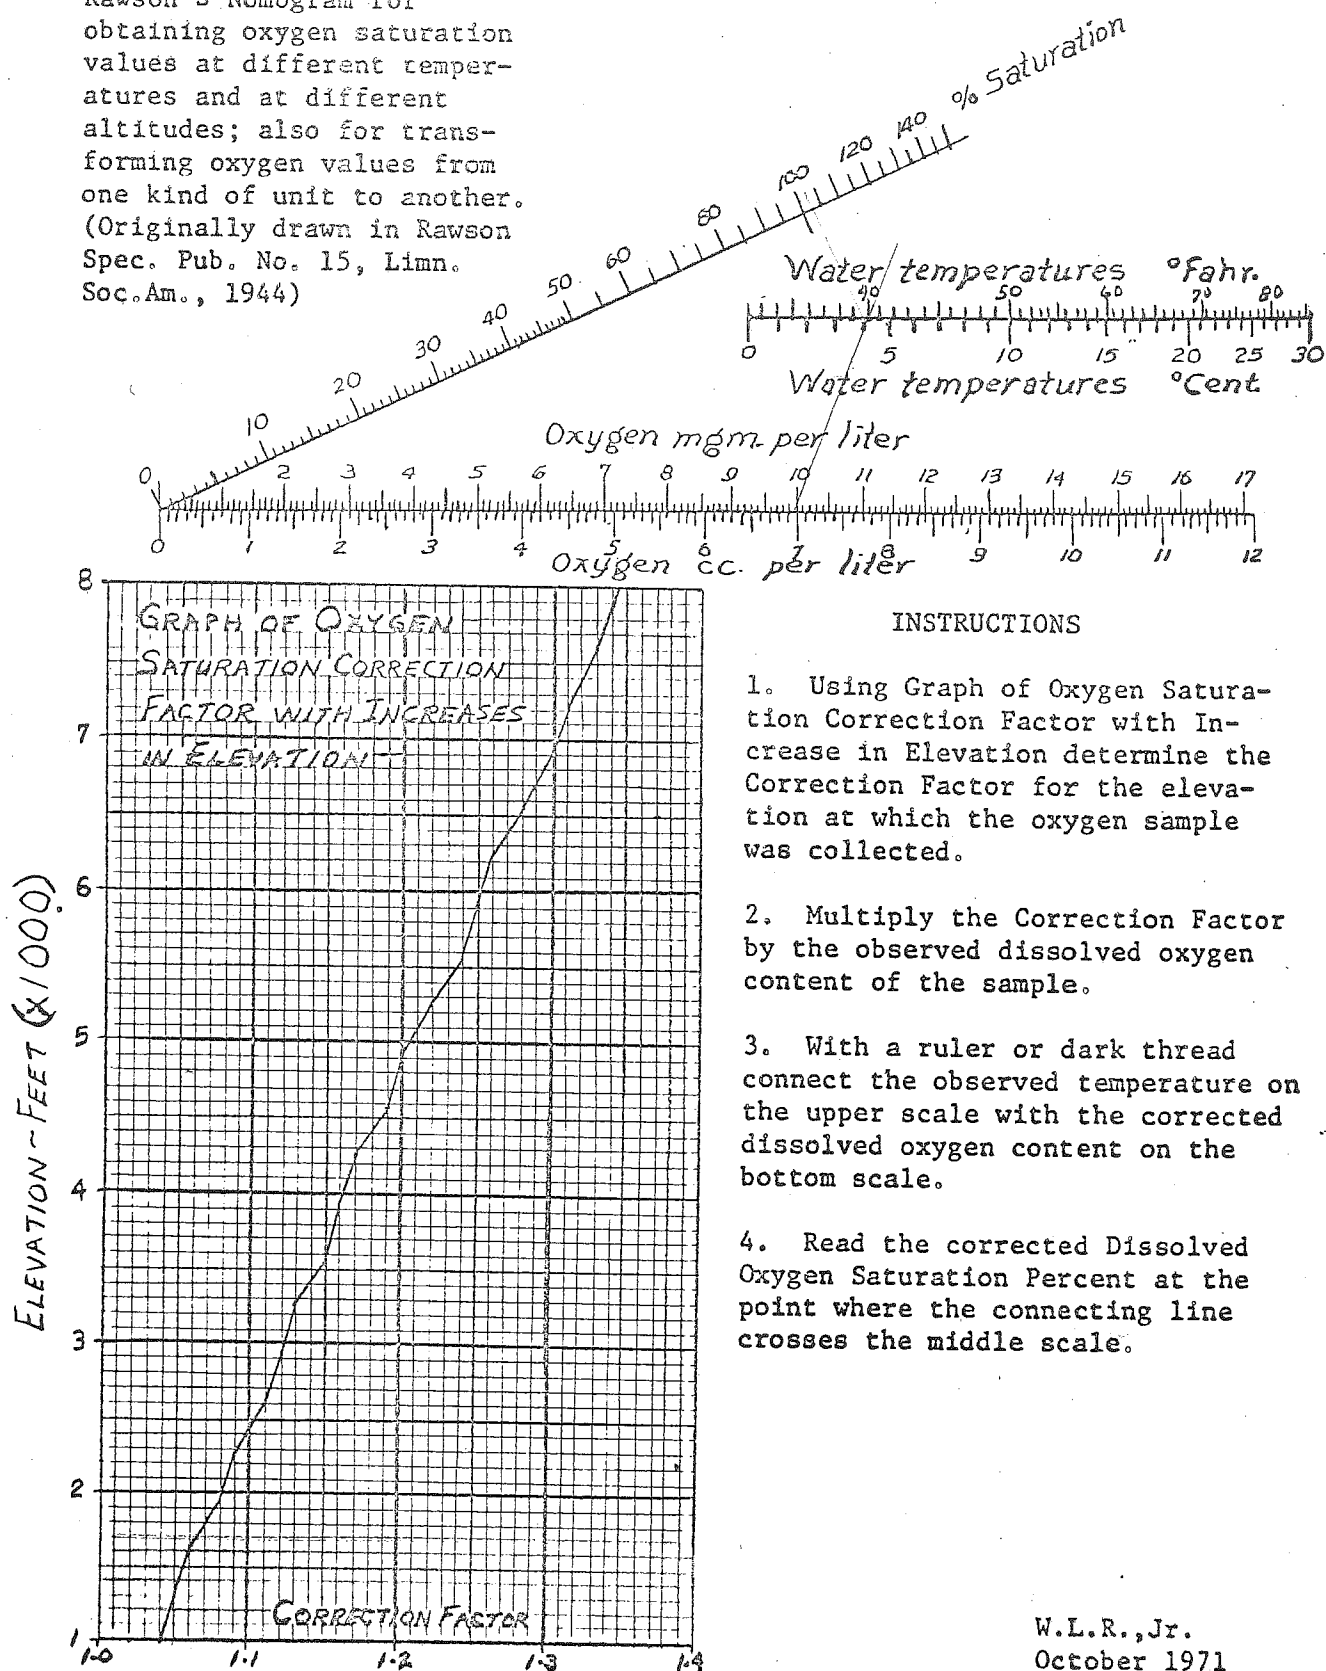 Rawson's Nomogram for
obtaining oxygen saturation
values at different temper-
atures and at different
altitudes; also for trans-
forming oxygen values from
one kind of unit to another.
(Originally drawn in Rawson
Spec. Pub. No. 15, Limn.
Soc.Am., 1944)
% Saturation
0 10 20 30 40 50 60 80 100 120 140
Water temperatures °Fahr.
40 50 60 70 80
0 5 10 15 20 25 30
Water temperatures °Cent
Oxygen mgm. per liter
2 3 4 5 6 7 8 9 10 11 12 13 14 15 16 17
0 1 2 3 4 5 6 7 8 9 10 11 12
Oxygen cc. per liter
GRAPH OF OXYGEN
SATURATION CORRECTION
FACTOR WITH INCREASES
IN ELEVATION
ELEVATION - FEET (X1000)
8
7
6
5
4
3
2
1
CORRECTION FACTOR
1.0 1.1 1.2 1.3 1.4
INSTRUCTIONS
1. Using Graph of Oxygen Satura-
tion Correction Factor with In-
crease in Elevation determine the
Correction Factor for the eleva-
tion at which the oxygen sample
was collected.
2. Multiply the Correction Factor
by the observed dissolved oxygen
content of the sample.
3. With a ruler or dark thread
connect the observed temperature on
the upper scale with the corrected
dissolved oxygen content on the
bottom scale.
4. Read the corrected Dissolved
Oxygen Saturation Percent at the
point where the connecting line
crosses the middle scale.
W.L.R.,Jr.
October 1971